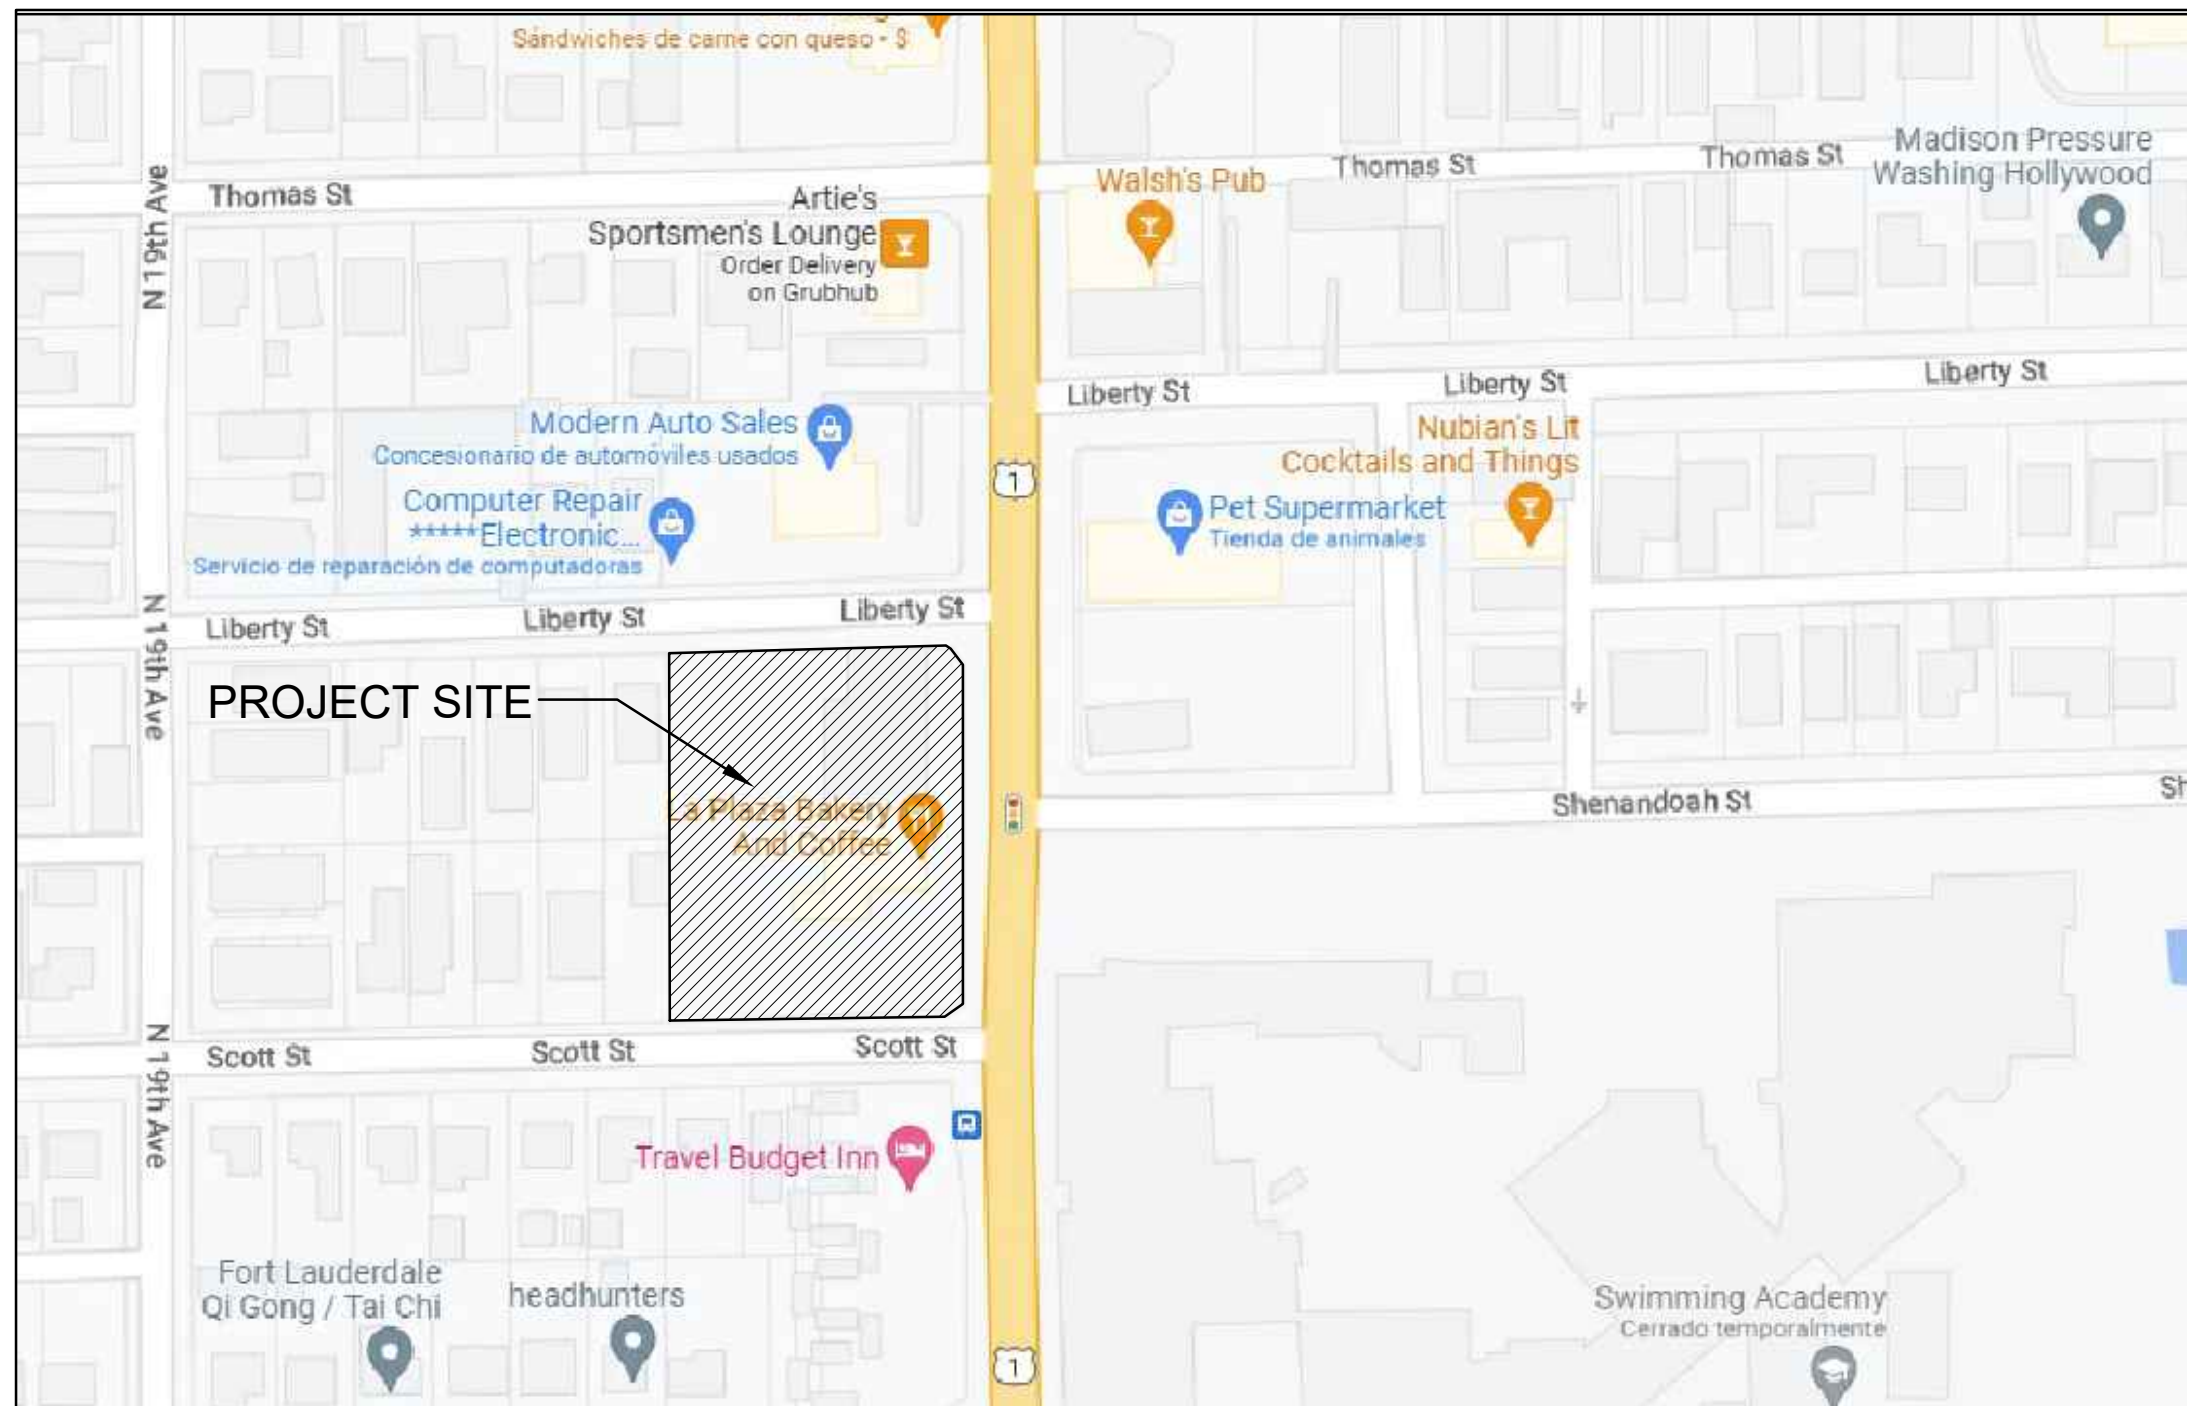 Sándwiches de carne con queso - $
Thomas St
Thomas St
Thomas St
Madison Pressure
Washing Hollywood
N 19th Ave
Walsh's Pub
Artie's
Sportsmen's Lounge
Order Delivery
on Grubhub
Liberty St
Liberty St
Liberty St
Modern Auto Sales
Concesionario de automóviles usados
Nubian's Lit
Cocktails and Things
1
Computer Repair
*****Electronic...
Servicio de reparación de computadoras
Pet Supermarket
Tienda de animales
Liberty St
Liberty St
Liberty St
N 19th Ave
PROJECT SITE
La Plaza Bakery
And Coffee
Shenandoah St
Sh
Scott St
Scott St
Scott St
N 19th Ave
Travel Budget Inn
Fort Lauderdale
Qi Gong / Tai Chi
headhunters
Swimming Academy
Cerrado temporalmente
1